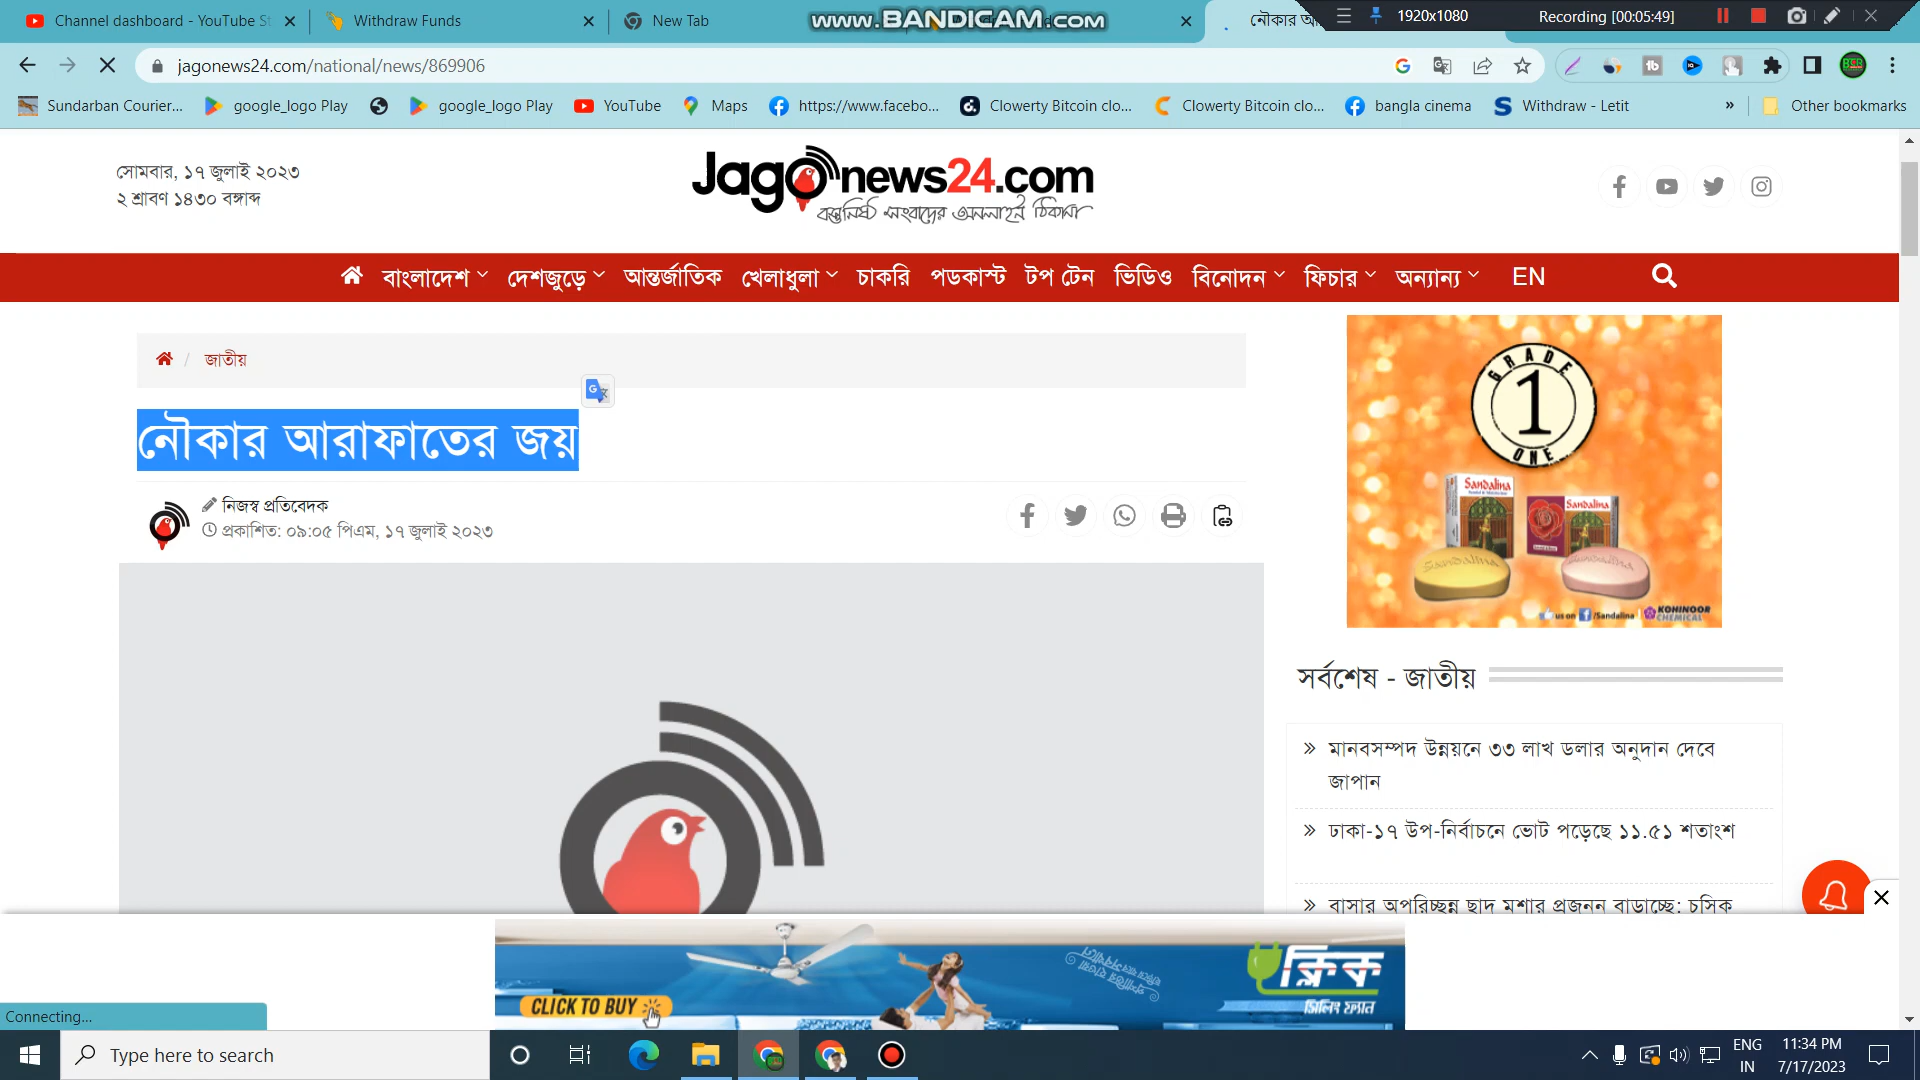 Channel dashboard - YouTube St
Withdraw Funds
New Tab
www.BANDICAM.com
নৌকার আ
1920x1080
Recording [00:05:49]
jagonews24.com/national/news/869906
Sundarban Courier...
google_logo Play
google_logo Play
YouTube
Maps
https://www.facebo...
Clowerty Bitcoin clo...
Clowerty Bitcoin clo...
bangla cinema
Withdraw - Letit
»
Other bookmarks
সোমবার, ১৭ জুলাই ২০২৩
২ শ্রাবণ ১৪৩০ বঙ্গাব্দ
Jagonews24.com
বস্তুনিষ্ঠ সংবাদের অনলাইন ঠিকানা
বাংলাদেশ
দেশজুড়ে
আন্তর্জাতিক
খেলাধুলা
চাকরি
পডকাস্ট
টপ টেন
ভিডিও
বিনোদন
ফিচার
অন্যান্য
EN
/ জাতীয়
নৌকার আরাফাতের জয়
নিজস্ব প্রতিবেদক
প্রকাশিত: ০৯:০৫ পিএম, ১৭ জুলাই ২০২৩
GRADE
1
ONE
Sandalina
Sandalina
Sandalina
us on /Sandalina
KOHINOOR
CHEMICAL
সর্বশেষ - জাতীয়
» মানবসম্পদ উন্নয়নে ৩৩ লাখ ডলার অনুদান দেবে
জাপান
» ঢাকা-১৭ উপ-নির্বাচনে ভোট পড়েছে ১১.৫১ শতাংশ
» বাসার অপরিচ্ছন্ন ছাদ মশার প্রজনন বাড়াচ্ছে: চসিক
CLICK TO BUY
ক্লিক
সিলিং ফ্যান
Connecting...
Type here to search
ENG
IN
11:34 PM
7/17/2023